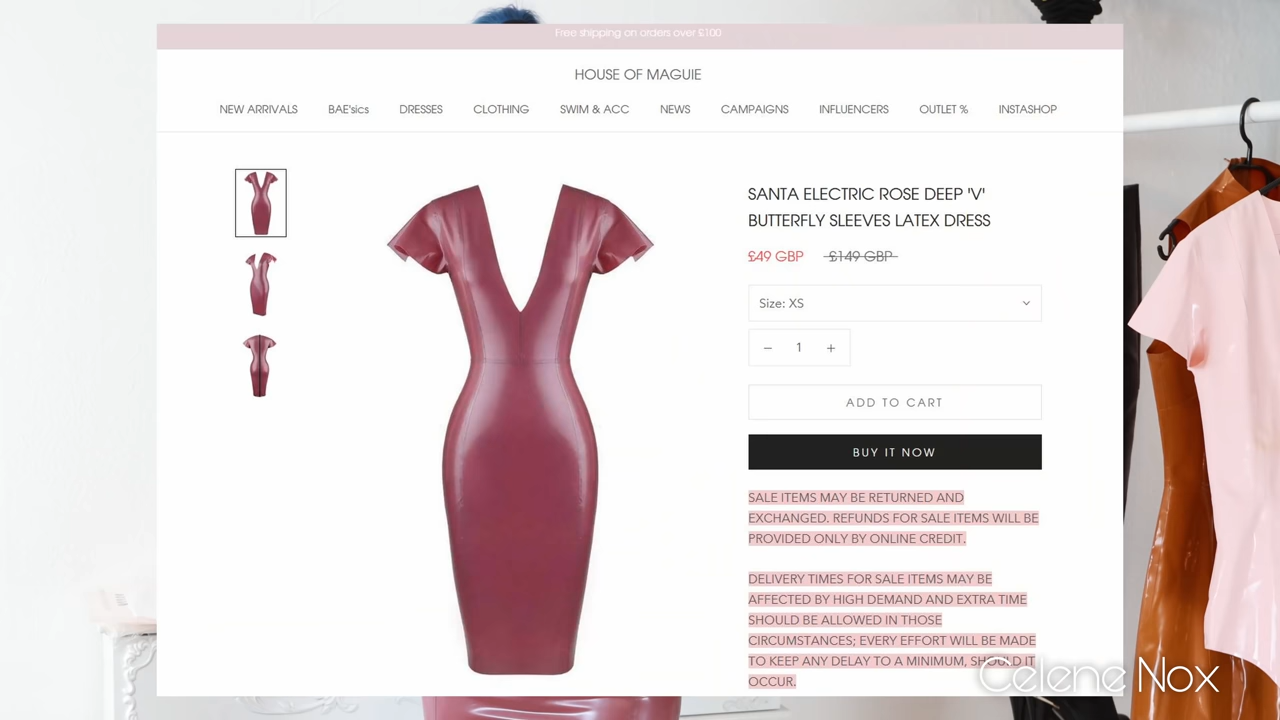 Free shipping on orders over £100
HOUSE OF MAGUIE
NEW ARRIVALS BAE'sics DRESSES CLOTHING SWIM & ACC NEWS CAMPAIGNS INFLUENCERS OUTLET % INSTASHOP
SANTA ELECTRIC ROSE DEEP 'V'
BUTTERFLY SLEEVES LATEX DRESS
£49 GBP £149 GBP
Size: XS
− 1 +
ADD TO CART
BUY IT NOW
SALE ITEMS MAY BE RETURNED AND
EXCHANGED. REFUNDS FOR SALE ITEMS WILL BE
PROVIDED ONLY BY ONLINE CREDIT.
DELIVERY TIMES FOR SALE ITEMS MAY BE
AFFECTED BY HIGH DEMAND AND EXTRA TIME
SHOULD BE ALLOWED IN THOSE
CIRCUMSTANCES; EVERY EFFORT WILL BE MADE
TO KEEP ANY DELAY TO A MINIMUM, SHOULD IT
OCCUR.
Celene Nox